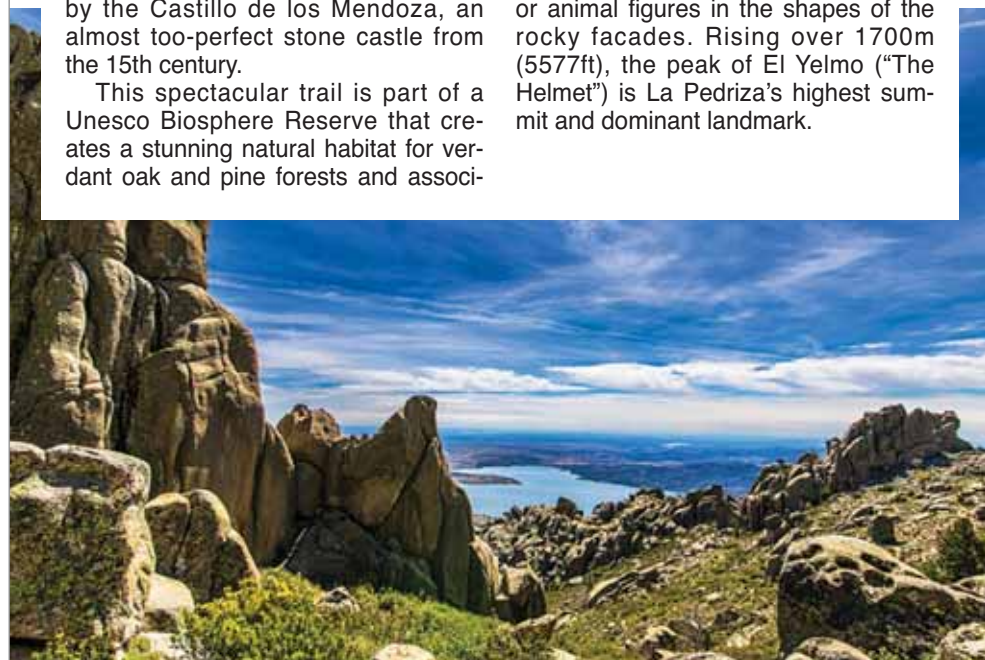 by the Castillo de los Mendoza, an
almost too-perfect stone castle from
the 15th century.
This spectacular trail is part of a
Unesco Biosphere Reserve that cre-
ates a stunning natural habitat for ver-
dant oak and pine forests and associ-
or animal figures in the shapes of the
rocky facades. Rising over 1700m
(5577ft), the peak of El Yelmo (“The
Helmet”) is La Pedriza’s highest sum-
mit and dominant landmark.